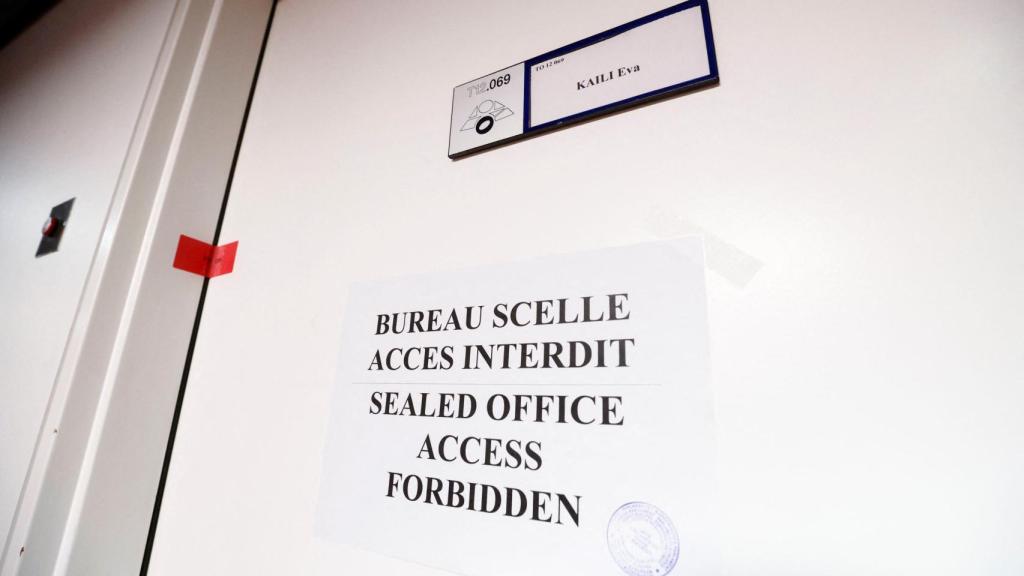 T12.069
TO 12 069
KAILI Eva
BUREAU SCELLE
ACCES INTERDIT
SEALED OFFICE
ACCESS
FORBIDDEN